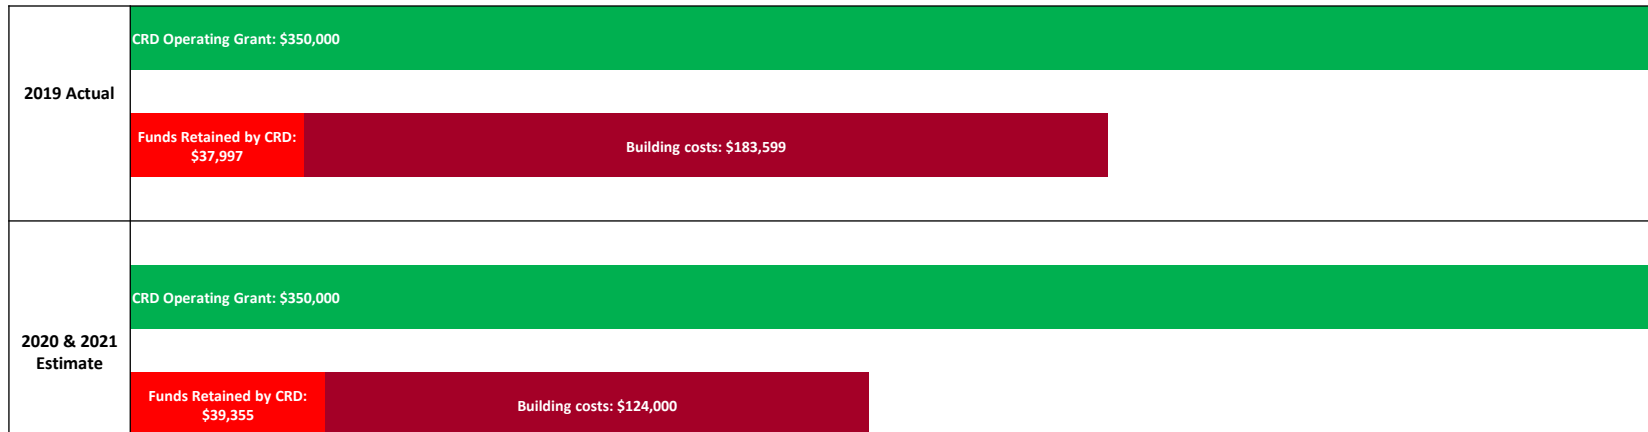 CRD Operating Grant: $350,000
2019 Actual
Funds Retained by CRD:
$37,997
Building costs: $183,599
CRD Operating Grant: $350,000
2020 & 2021
Estimate
Funds Retained by CRD:
$39,355
Building costs: $124,000